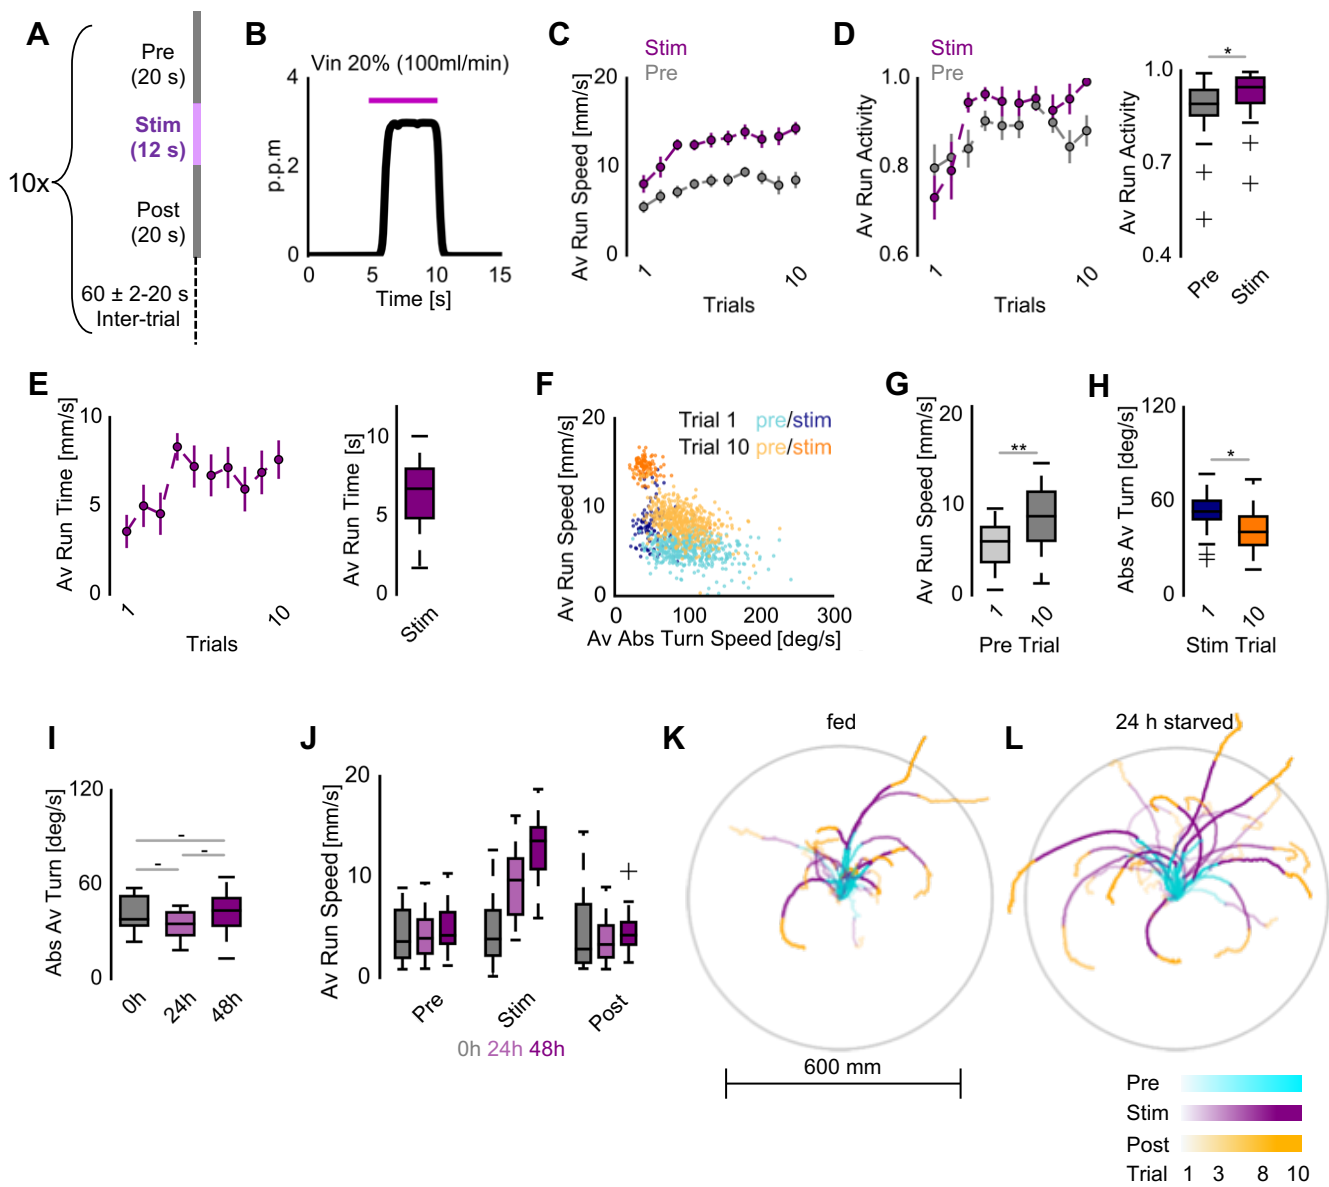 A
Pre
(20 s)
Stim
(12 s)
10x
Post
(20 s)
60 ± 2-20 s
Inter-trial
B
Vin 20% (100ml/min)
4
2
0
p.p.m
0 5 10 15
Time [s]
C
Stim
Pre
20
10
0
Av Run Speed [mm/s]
1 10
Trials
D
Stim
Pre
1.0
0.8
0.6
Av Run Activity
1 10
Trials
*
1.0
0.7
0.4
Av Run Activity
Pre Stim
E
10
5
0
Av Run Time [mm/s]
1 10
Trials
10
5
0
Av Run Time [s]
Stim
F
Trial 1 pre/stim
Trial 10 pre/stim
20
10
0
Av Run Speed [mm/s]
0 100 200 300
Av Abs Turn Speed [deg/s]
G
20
10
0
Av Run Speed [mm/s]
**
1 10
Pre Trial
H
120
60
0
Abs Av Turn [deg/s]
*
1 10
Stim Trial
I
120
60
0
Abs Av Turn [deg/s]
-
- -
0h 24h 48h
J
20
10
0
Av Run Speed [mm/s]
Pre Stim Post
0h 24h 48h
K
fed
600 mm
L
24 h starved
Pre
Stim
Post
Trial 1 3 8 10